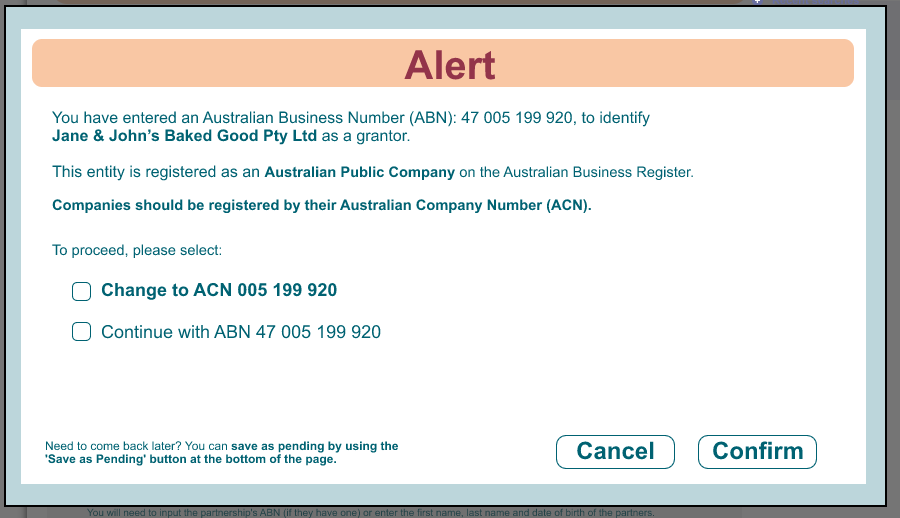 Alert
You have entered an Australian Business Number (ABN): 47 005 199 920, to identify
Jane & John’s Baked Good Pty Ltd as a grantor.
This entity is registered as an Australian Public Company on the Australian Business Register.
Companies should be registered by their Australian Company Number (ACN).
To proceed, please select:
Change to ACN 005 199 920
Continue with ABN 47 005 199 920
Need to come back later? You can save as pending by using the
'Save as Pending' button at the bottom of the page.
Cancel
Confirm
You will need to input the partnership's ABN (if they have one) or enter the first name, last name and date of birth of the partners.